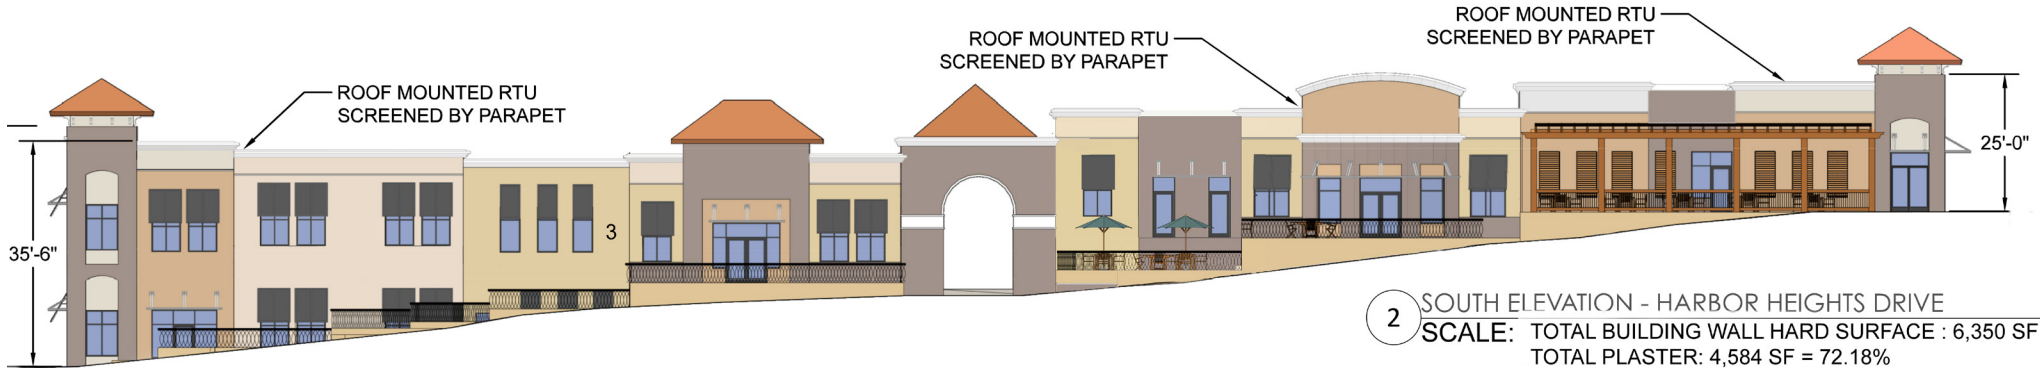 ROOF MOUNTED RTU
SCREENED BY PARAPET
ROOF MOUNTED RTU
SCREENED BY PARAPET
ROOF MOUNTED RTU
SCREENED BY PARAPET
35'-6"
3
25'-0"
2
SOUTH ELEVATION - HARBOR HEIGHTS DRIVE
SCALE: TOTAL BUILDING WALL HARD SURFACE : 6,350 SF
TOTAL PLASTER: 4,584 SF = 72.18%